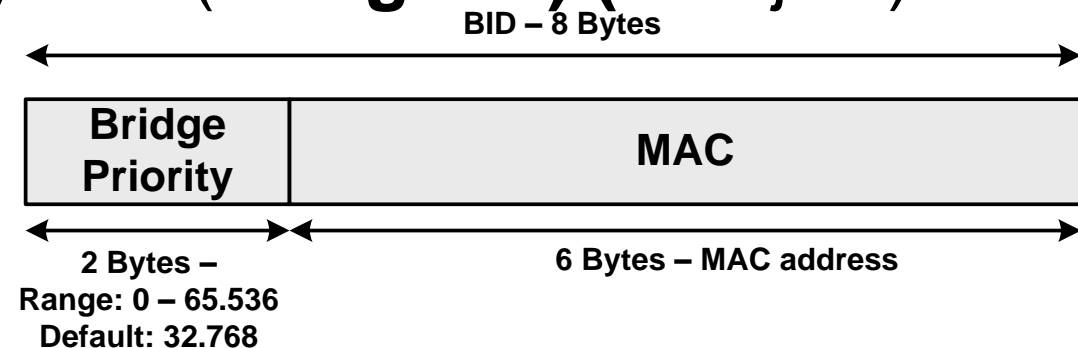 BID – 8 Bytes
Bridge
Priority
MAC
2 Bytes –
Range: 0 – 65.536
Default: 32.768
6 Bytes – MAC address